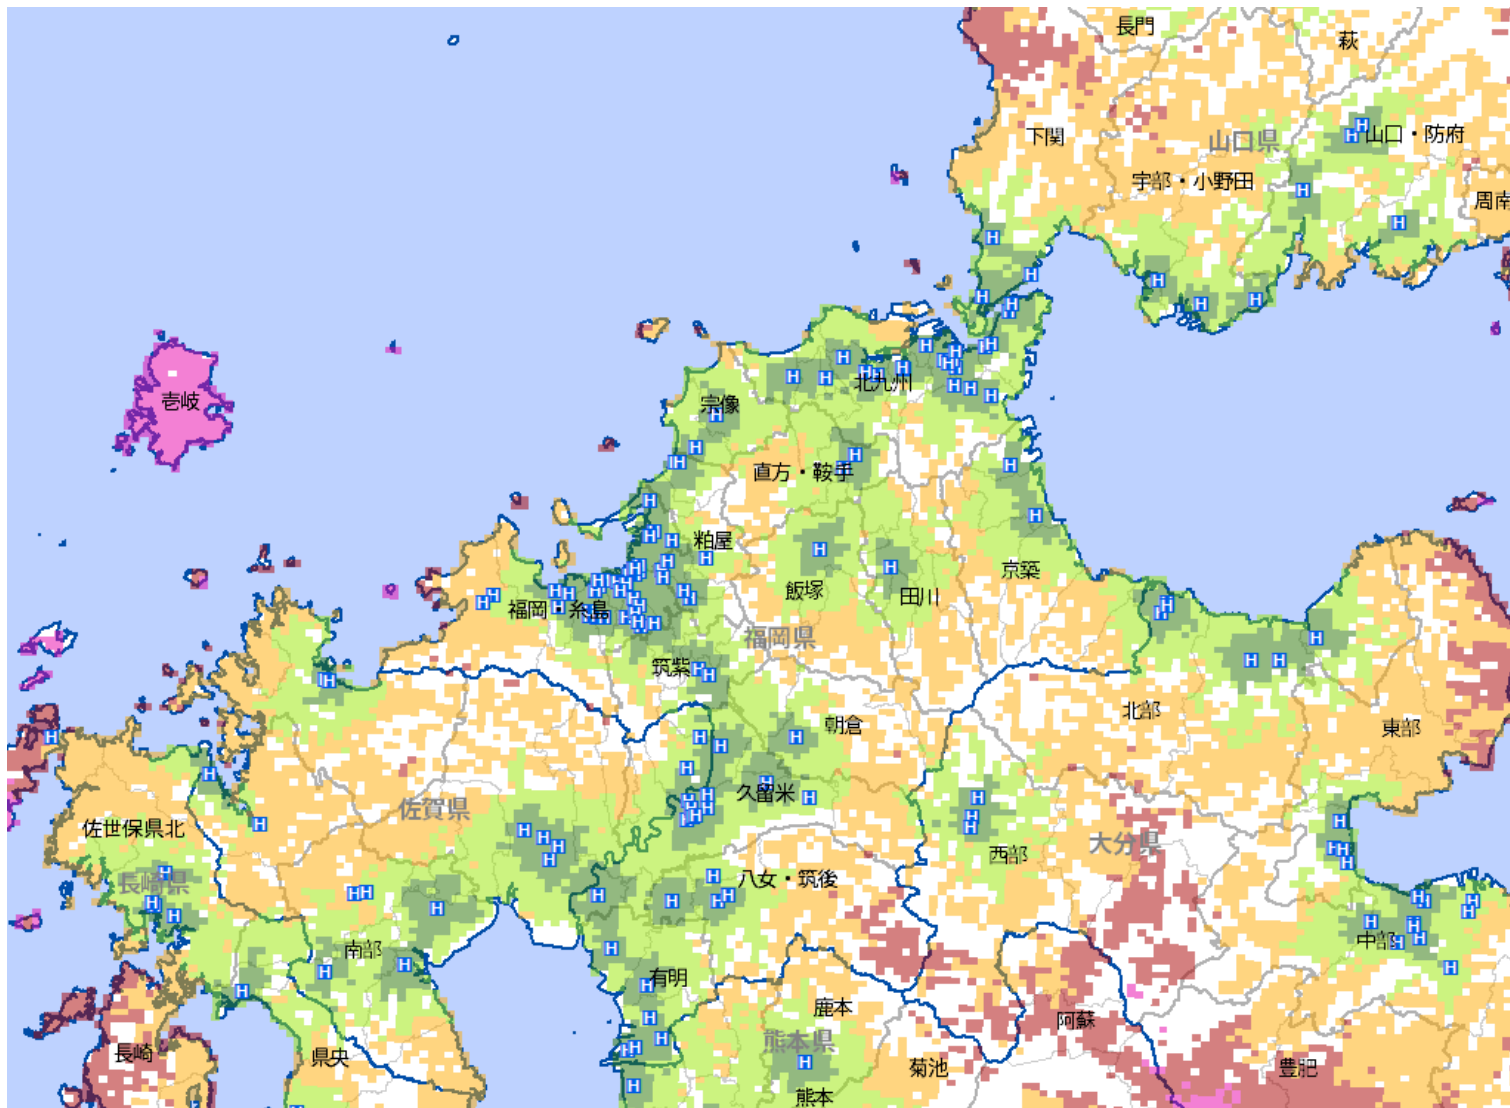 長門
萩
下関
山口県
山口・防府
宇部・小野田
周南
壱岐
北九州
宗像
直方・鞍手
粕屋
京築
飯塚
田川
福岡・糸島
福岡県
筑紫
朝倉
北部
東部
久留米
佐賀県
佐世保県北
大分県
西部
長崎県
八女・筑後
南部
中部
有明
鹿本
阿蘇
熊本県
長崎
県央
菊池
豊肥
熊本